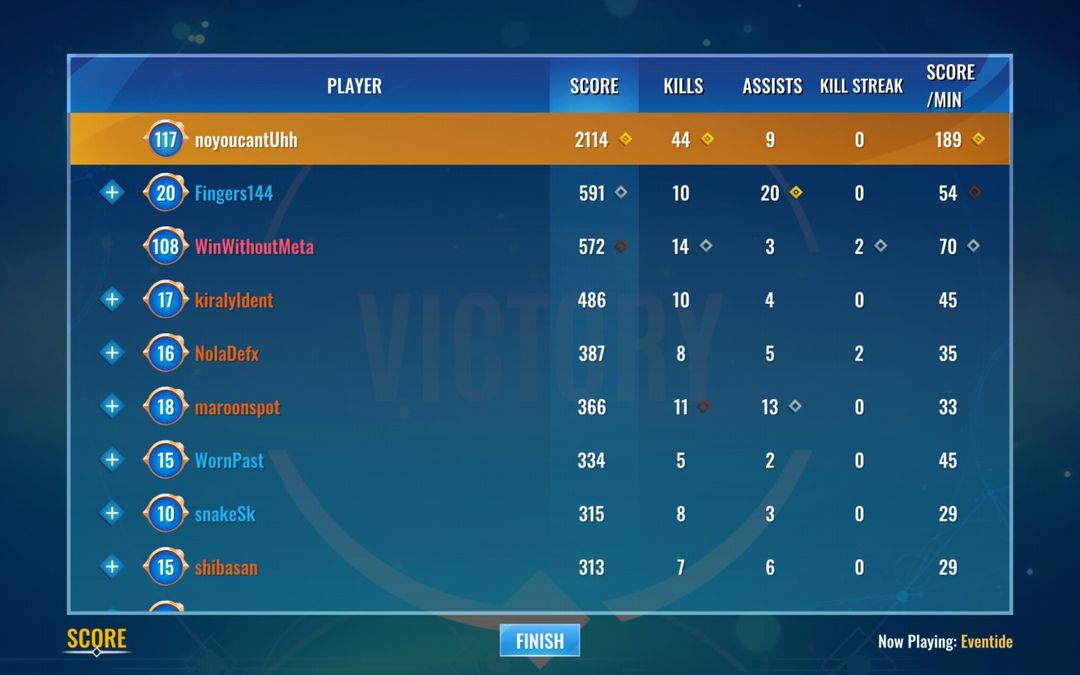 PLAYER SCORE KILLS ASSISTS KILL STREAK SCORE /MIN
117 noyoucantUhh 2114 44 9 0 189
20 Fingers144 591 10 20 0 54
108 WinWithoutMeta 572 14 3 2 70
17 kiralyIdent 486 10 4 0 45
16 NolaDefx 387 8 5 2 35
18 maroonspot 366 11 13 0 33
15 WornPast 334 5 2 0 45
10 snakeSk 315 8 3 0 29
15 shibasan 313 7 6 0 29
VICTORY
SCORE FINISH Now Playing: Eventide